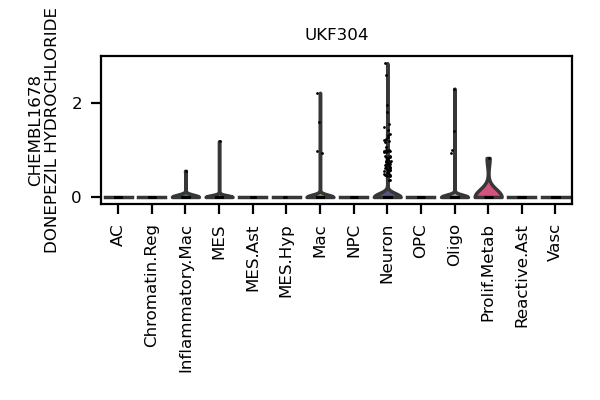 UKF304
CHEMBL1678
DONEPEZIL HYDROCHLORIDE
2
0
AC
Chromatin.Reg
Inflammatory.Mac
MES
MES.Ast
MES.Hyp
Mac
NPC
Neuron
OPC
Oligo
Prolif.Metab
Reactive.Ast
Vasc